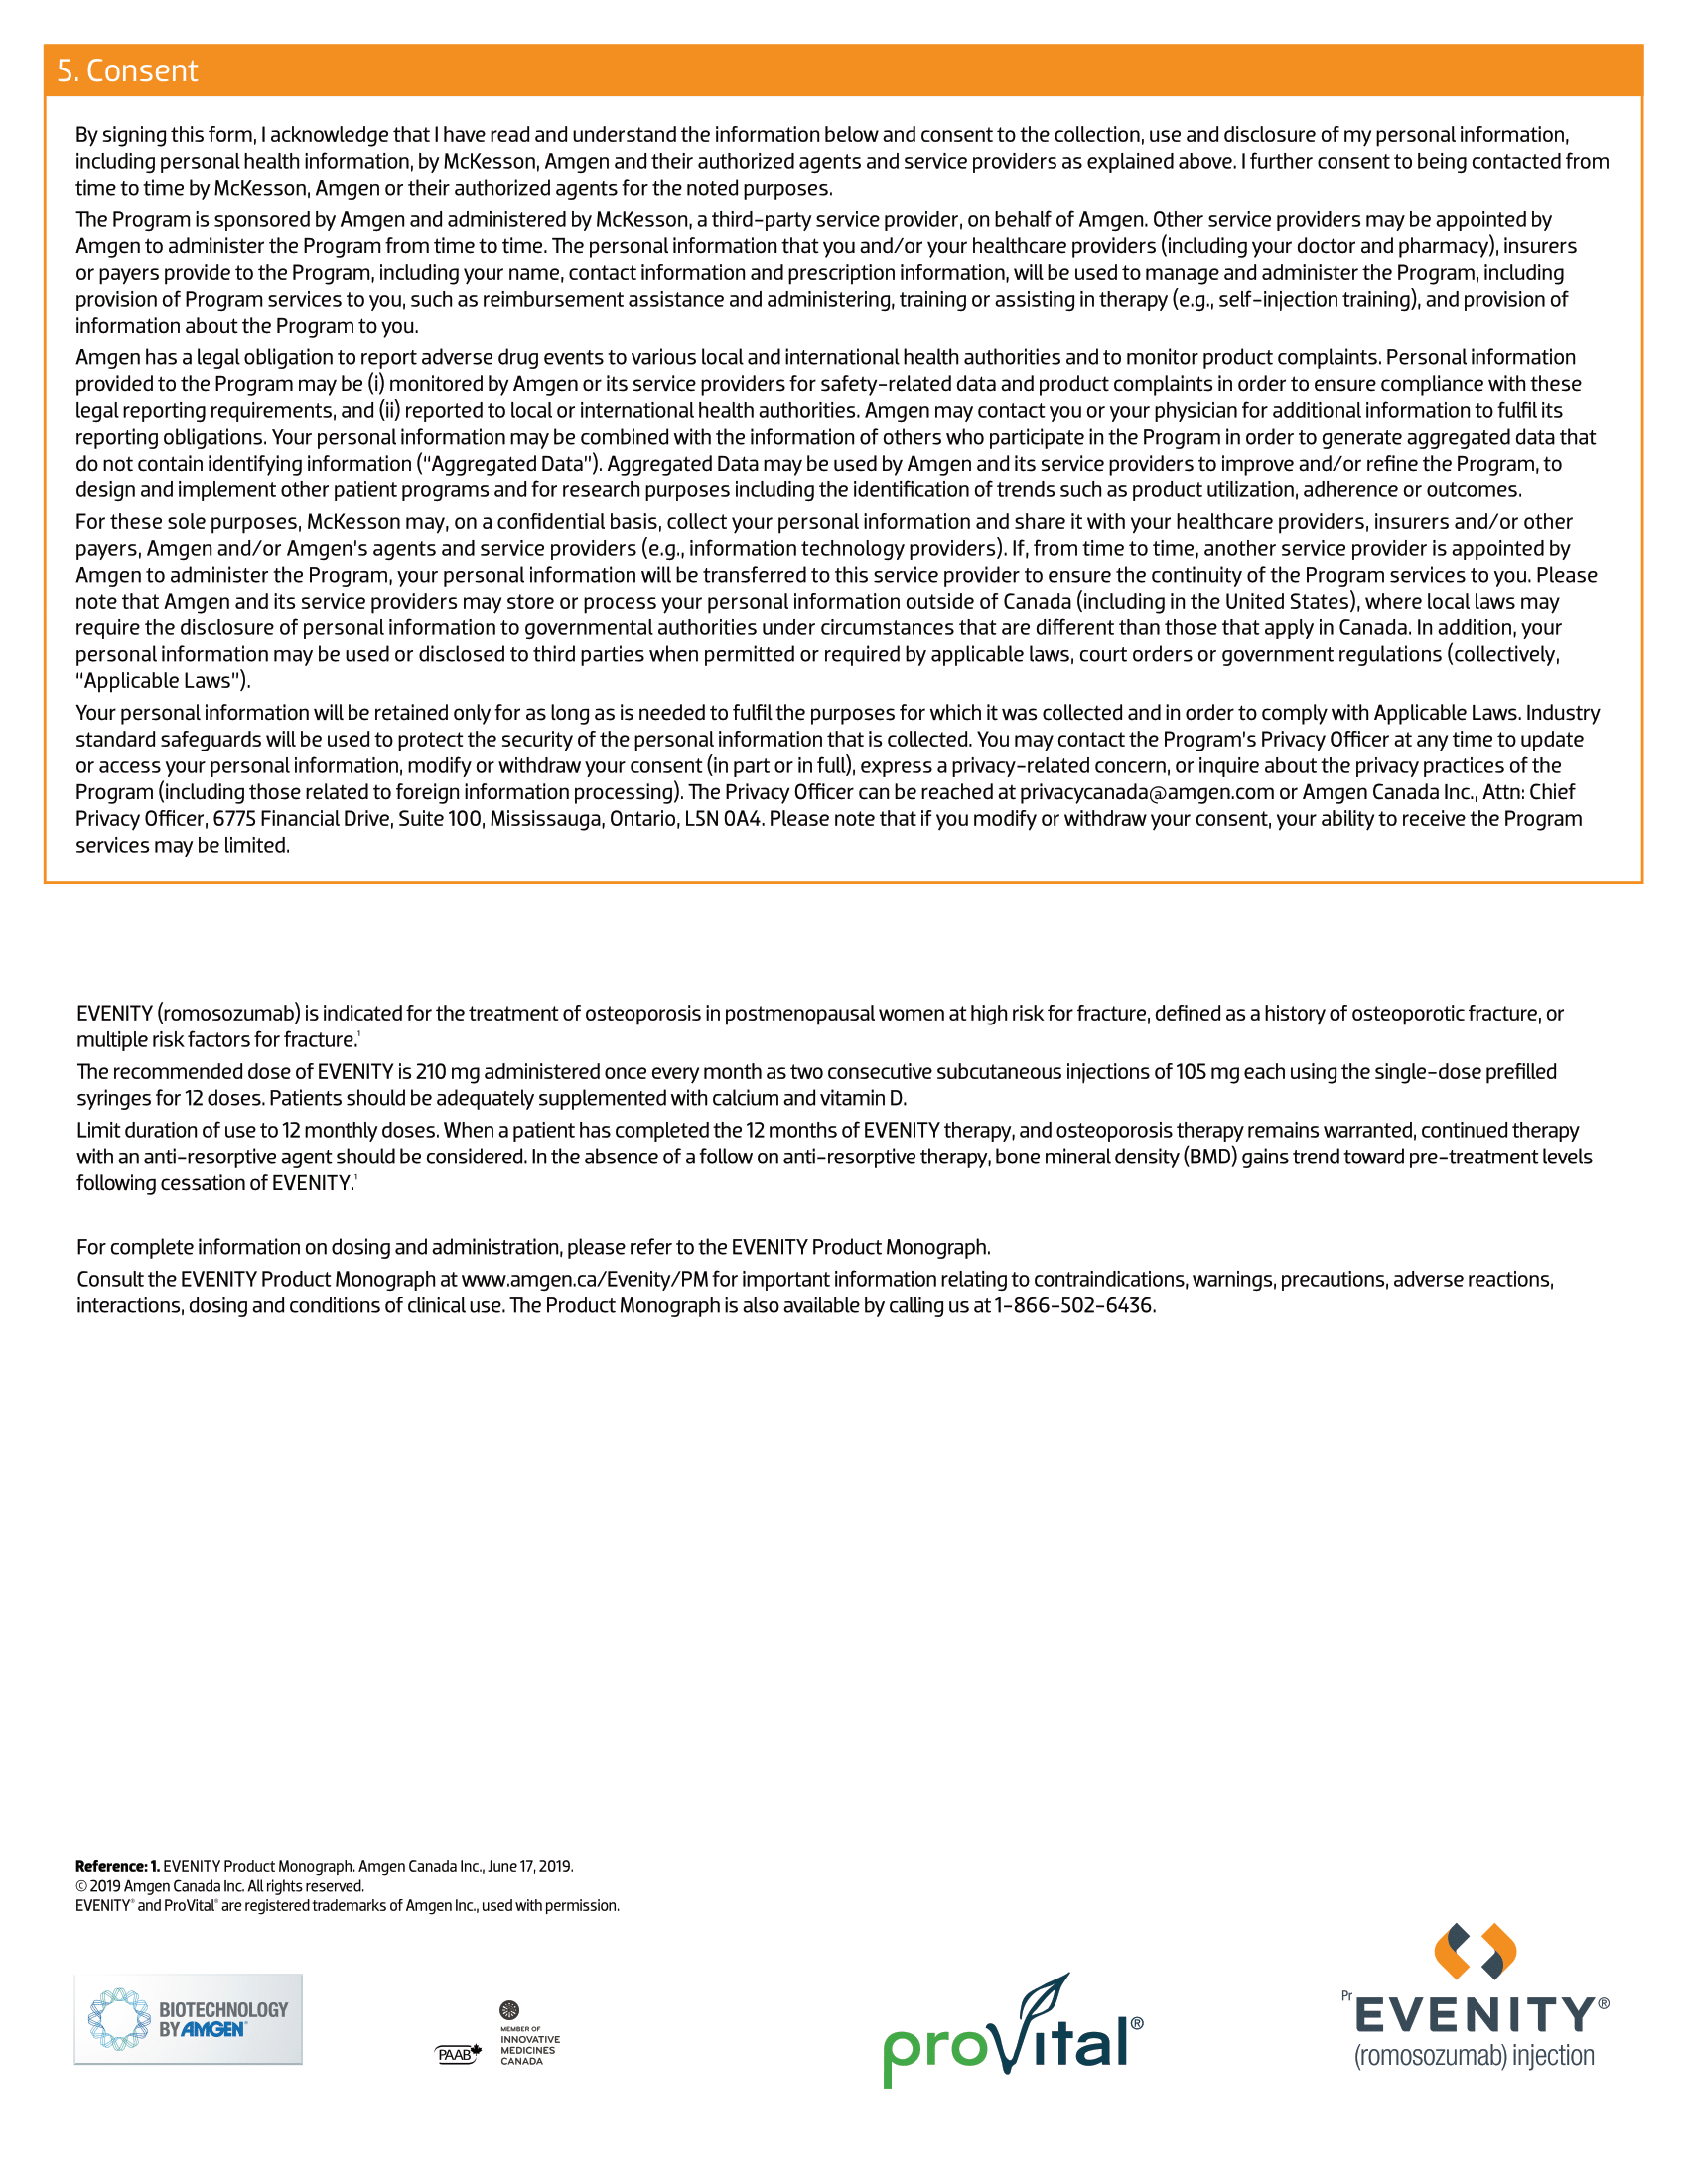 5. Consent
By signing this form, I acknowledge that I have read and understand the information below and consent to the collection, use and disclosure of my personal information,
including personal health information, by McKesson, Amgen and their authorized agents and service providers as explained above. I further consent to being contacted from
time to time by McKesson, Amgen or their authorized agents for the noted purposes.
The Program is sponsored by Amgen and administered by McKesson, a third-party service provider, on behalf of Amgen. Other service providers may be appointed by
Amgen to administer the Program from time to time. The personal information that you and/or your healthcare providers (including your doctor and pharmacy), insurers
or payers provide to the Program, including your name, contact information and prescription information, will be used to manage and administer the Program, including
provision of Program services to you, such as reimbursement assistance and administering, training or assisting in therapy (e.g., self-injection training), and provision of
information about the Program to you.
Amgen has a legal obligation to report adverse drug events to various local and international health authorities and to monitor product complaints. Personal information
provided to the Program may be (i) monitored by Amgen or its service providers for safety-related data and product complaints in order to ensure compliance with these
legal reporting requirements, and (ii) reported to local or international health authorities. Amgen may contact you or your physician for additional information to fulfil its
reporting obligations. Your personal information may be combined with the information of others who participate in the Program in order to generate aggregated data that
do not contain identifying information (“Aggregated Data”). Aggregated Data may be used by Amgen and its service providers to improve and/or refine the Program, to
design and implement other patient programs and for research purposes including the identification of trends such as product utilization, adherence or outcomes.
For these sole purposes, McKesson may, on a confidential basis, collect your personal information and share it with your healthcare providers, insurers and/or other
payers, Amgen and/or Amgen’s agents and service providers (e.g., information technology providers). If, from time to time, another service provider is appointed by
Amgen to administer the Program, your personal information will be transferred to this service provider to ensure the continuity of the Program services to you. Please
note that Amgen and its service providers may store or process your personal information outside of Canada (including in the United States), where local laws may
require the disclosure of personal information to governmental authorities under circumstances that are different than those that apply in Canada. In addition, your
personal information may be used or disclosed to third parties when permitted or required by applicable laws, court orders or government regulations (collectively,
“Applicable Laws”).
Your personal information will be retained only for as long as is needed to fulfil the purposes for which it was collected and in order to comply with Applicable Laws. Industry
standard safeguards will be used to protect the security of the personal information that is collected. You may contact the Program’s Privacy Officer at any time to update
or access your personal information, modify or withdraw your consent (in part or in full), express a privacy-related concern, or inquire about the privacy practices of the
Program (including those related to foreign information processing). The Privacy Officer can be reached at privacycanada@amgen.com or Amgen Canada Inc., Attn: Chief
Privacy Officer, 6775 Financial Drive, Suite 100, Mississauga, Ontario, L5N 0A4. Please note that if you modify or withdraw your consent, your ability to receive the Program
services may be limited.
EVENITY (romosozumab) is indicated for the treatment of osteoporosis in postmenopausal women at high risk for fracture, defined as a history of osteoporotic fracture, or
multiple risk factors for fracture.¹
The recommended dose of EVENITY is 210 mg administered once every month as two consecutive subcutaneous injections of 105 mg each using the single-dose prefilled
syringes for 12 doses. Patients should be adequately supplemented with calcium and vitamin D.
Limit duration of use to 12 monthly doses. When a patient has completed the 12 months of EVENITY therapy, and osteoporosis therapy remains warranted, continued therapy
with an anti-resorptive agent should be considered. In the absence of a follow on anti-resorptive therapy, bone mineral density (BMD) gains trend toward pre-treatment levels
following cessation of EVENITY.¹
For complete information on dosing and administration, please refer to the EVENITY Product Monograph.
Consult the EVENITY Product Monograph at www.amgen.ca/Evenity/PM for important information relating to contraindications, warnings, precautions, adverse reactions,
interactions, dosing and conditions of clinical use. The Product Monograph is also available by calling us at 1-866-502-6436.
Reference: 1. EVENITY Product Monograph. Amgen Canada Inc., June 17, 2019.
© 2019 Amgen Canada Inc. All rights reserved.
EVENITY® and ProVital® are registered trademarks of Amgen Inc., used with permission.
BIOTECHNOLOGY
BY AMGEN®
PAAB
MEMBER OF
INNOVATIVE
MEDICINES
CANADA
proVital®
Pr EVENITY®
(romosozumab) injection